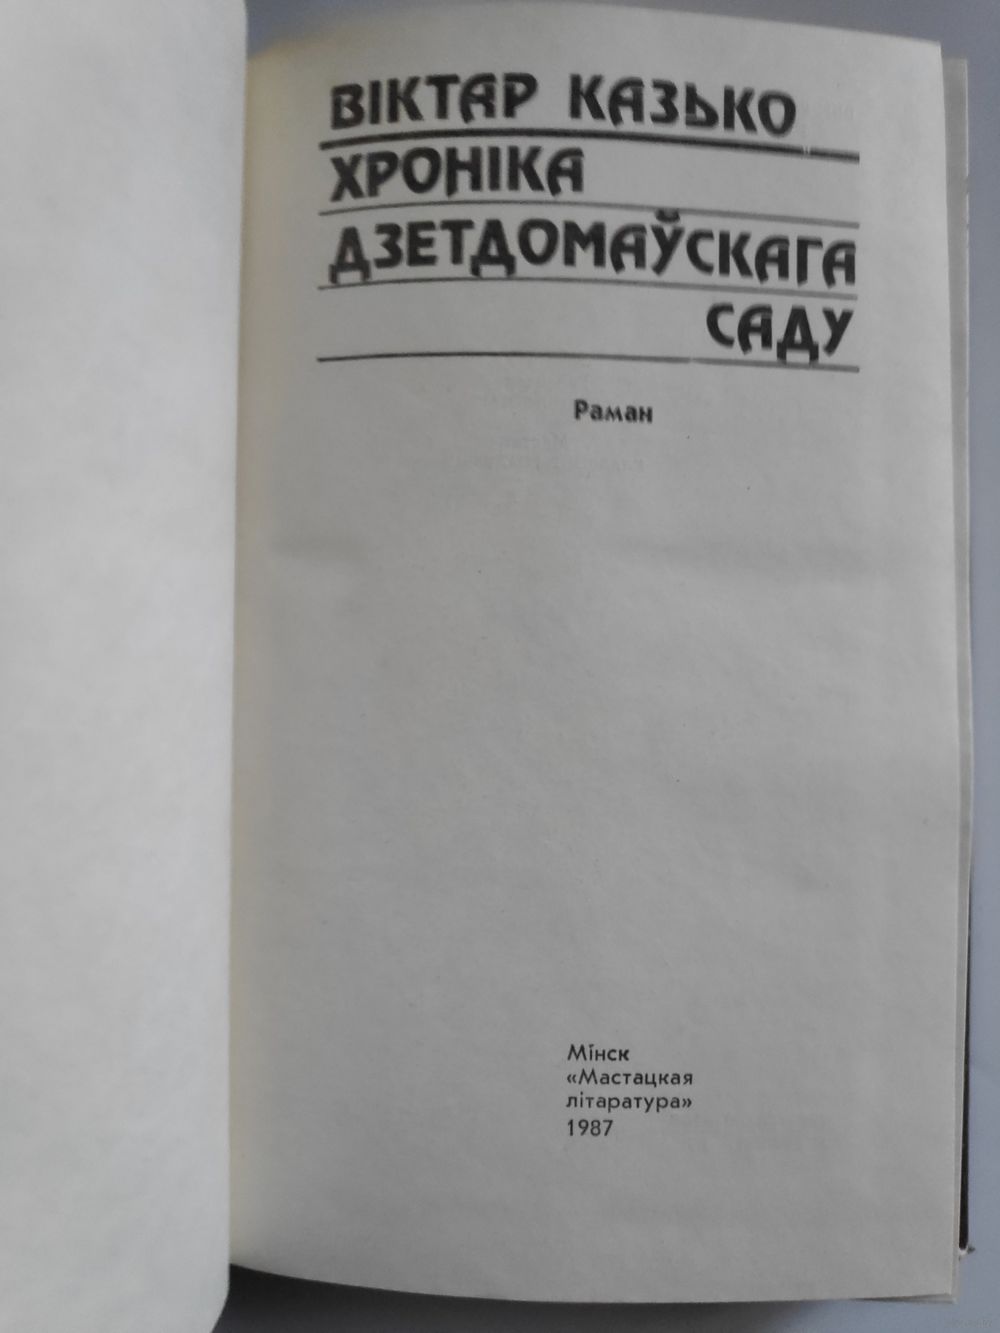 ВІКТАР КАЗЬКО
ХРОНІКА
ДЗЕТДОМАЎСКАГА
САДУ
Раман
Мінск
«Мастацкая
літаратура»
1987